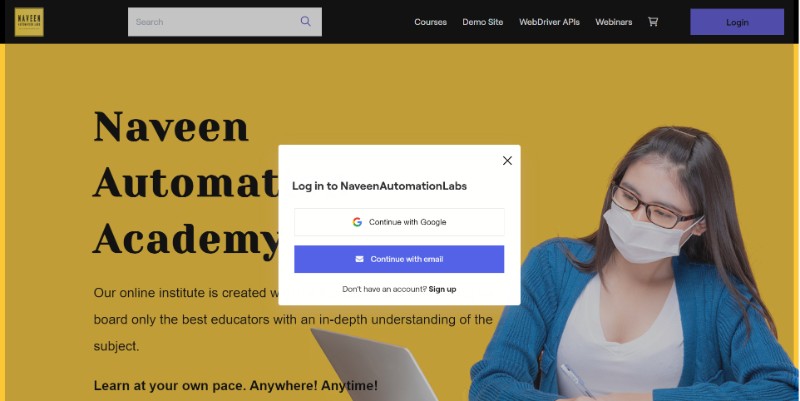 NAVEEN
AUTOMATION LABS
Search
Courses
Demo Site
WebDriver APIs
Webinars
Login
Naveen
Automat
Academy
Our online institute is created w
board only the best educators with an in-depth understanding of the
subject.
Learn at your own pace. Anywhere! Anytime!
Log in to NaveenAutomationLabs
Continue with Google
Continue with email
Don't have an account? Sign up